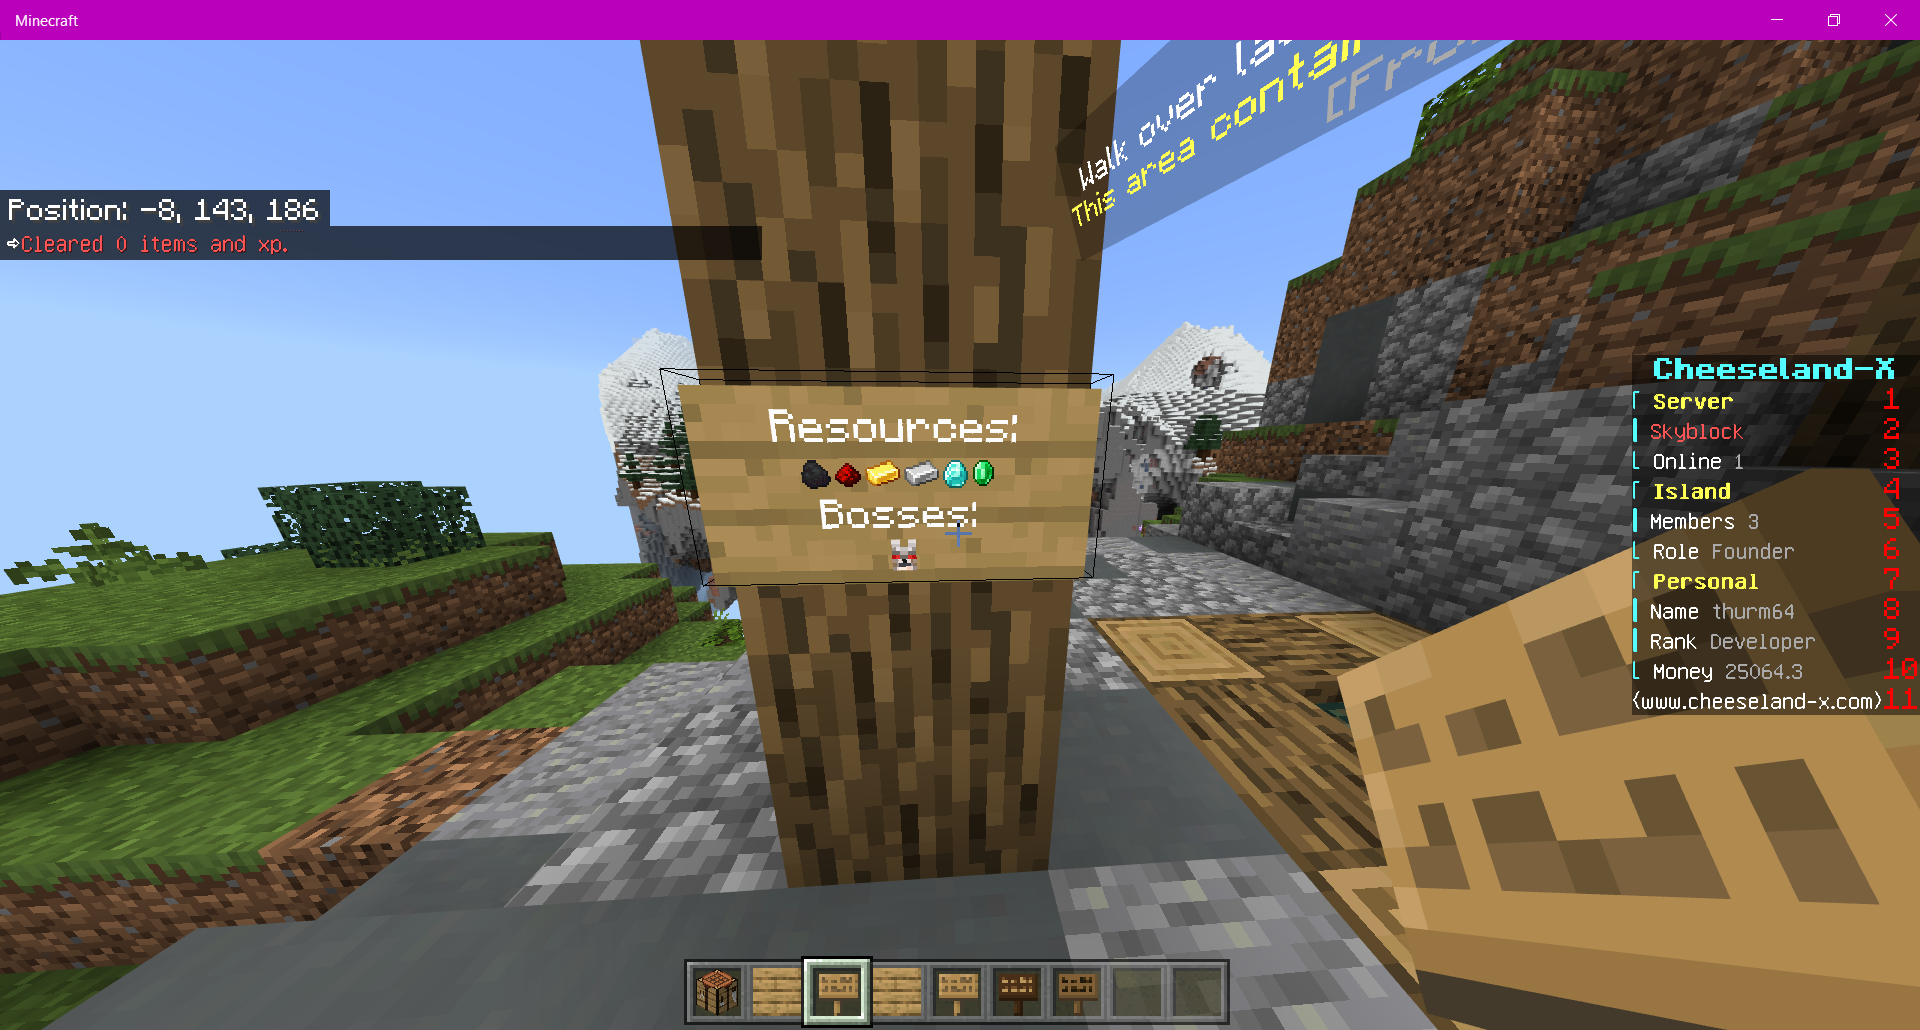 Minecraft
Walk over
This area contain
Position: -8, 143, 186
⇨Cleared 0 items and xp.
Resources:
Bosses:
Cheeseland-X
Server 1
Skyblock 2
Online 1 3
Island 4
Members 3 5
Role Founder 6
Personal 7
Name thurm64 8
Rank Developer 9
Money 25064.3 10
(www.cheeseland-x.com) 11